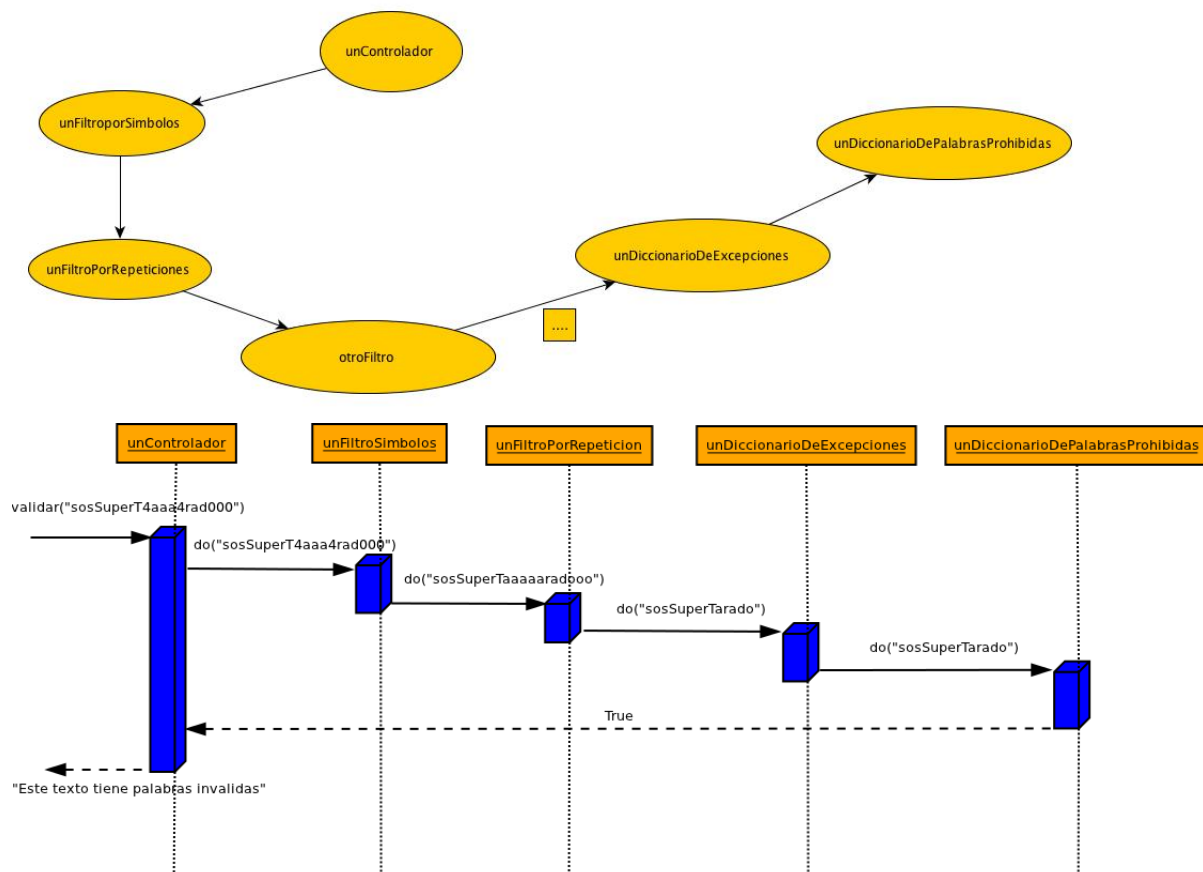 unControlador
unFiltroporSimbolos
unDiccionarioDePalabrasProhibidas
unFiltroPorRepeticiones
unDiccionarioDeExcepciones
....
otroFiltro
unControlador
unFiltroSimbolos
unFiltroPorRepeticion
unDiccionarioDeExcepciones
unDiccionarioDePalabrasProhibidas
validar("sosSuperT4aaa4rad000")
do("sosSuperT4aaa4rad000")
do("sosSuperTaaaaaradooo")
do("sosSuperTarado")
do("sosSuperTarado")
True
"Este texto tiene palabras invalidas"